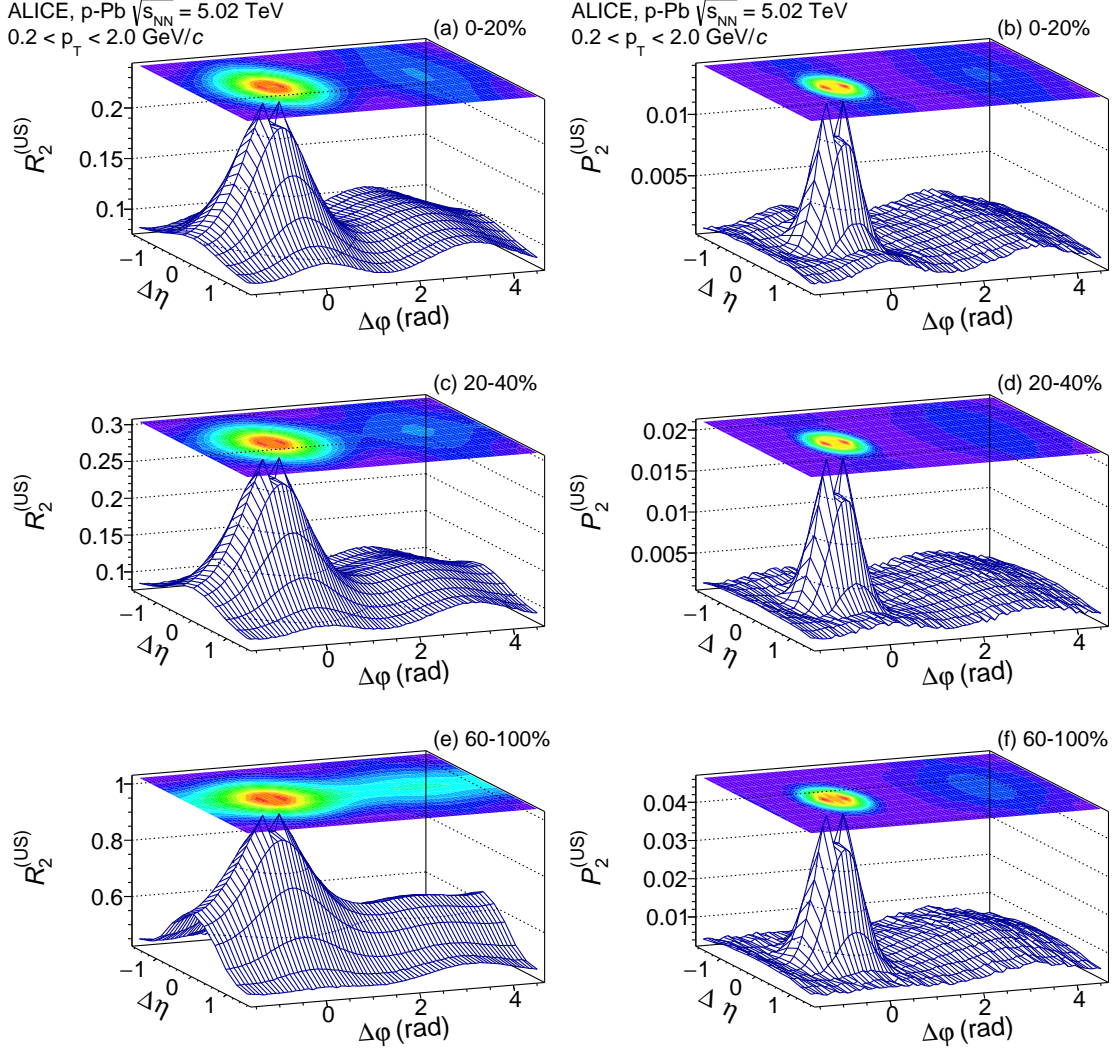 ALICE, p-Pb √s_NN = 5.02 TeV
0.2 < p_T < 2.0 GeV/c
(a) 0-20%
R_2^(US)
0.2
0.15
0.1
−1
0
1
Δη
0
2
4
Δφ (rad)
ALICE, p-Pb √s_NN = 5.02 TeV
0.2 < p_T < 2.0 GeV/c
(b) 0-20%
P_2^(US)
0.01
0.005
−1
0
1
Δη
0
2
4
Δφ (rad)
(c) 20-40%
R_2^(US)
0.3
0.25
0.2
0.15
0.1
−1
0
1
Δη
0
2
4
Δφ (rad)
(d) 20-40%
P_2^(US)
0.02
0.015
0.01
0.005
−1
0
1
Δη
0
2
4
Δφ (rad)
(e) 60-100%
R_2^(US)
1
0.8
0.6
−1
0
1
Δη
0
2
4
Δφ (rad)
(f) 60-100%
P_2^(US)
0.04
0.03
0.02
0.01
−1
0
1
Δη
0
2
4
Δφ (rad)